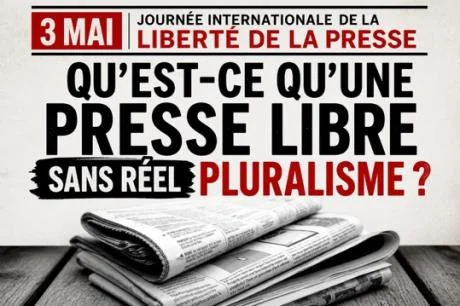 3 MAI
JOURNÉE INTERNATIONALE DE LA
LIBERTÉ DE LA PRESSE
QU'EST-CE QU'UNE
PRESSE LIBRE
SANS RÉEL PLURALISME ?